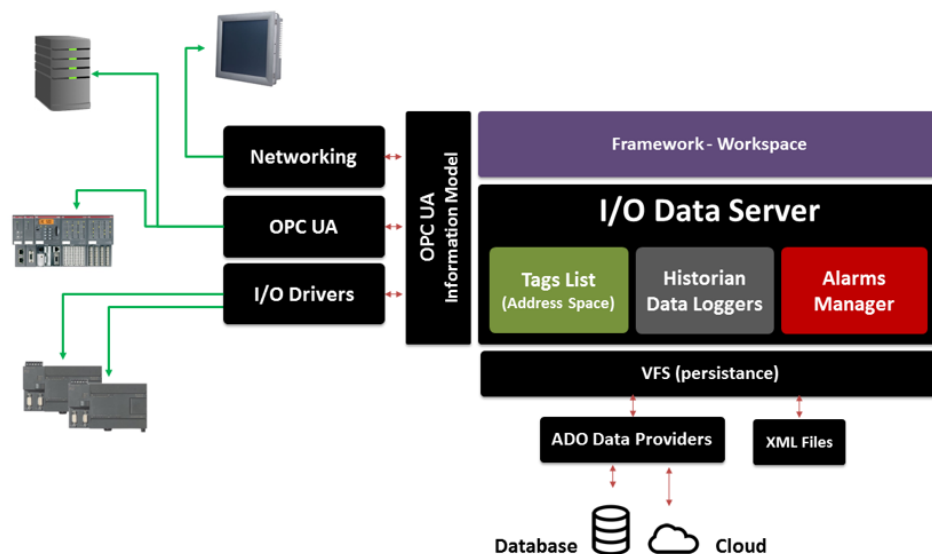 Networking
OPC UA
I/O Drivers
OPC UA
Information Model
Framework - Workspace
I/O Data Server
Tags List
(Address Space)
Historian
Data Loggers
Alarms
Manager
VFS (persistance)
ADO Data Providers
XML Files
Database
Cloud